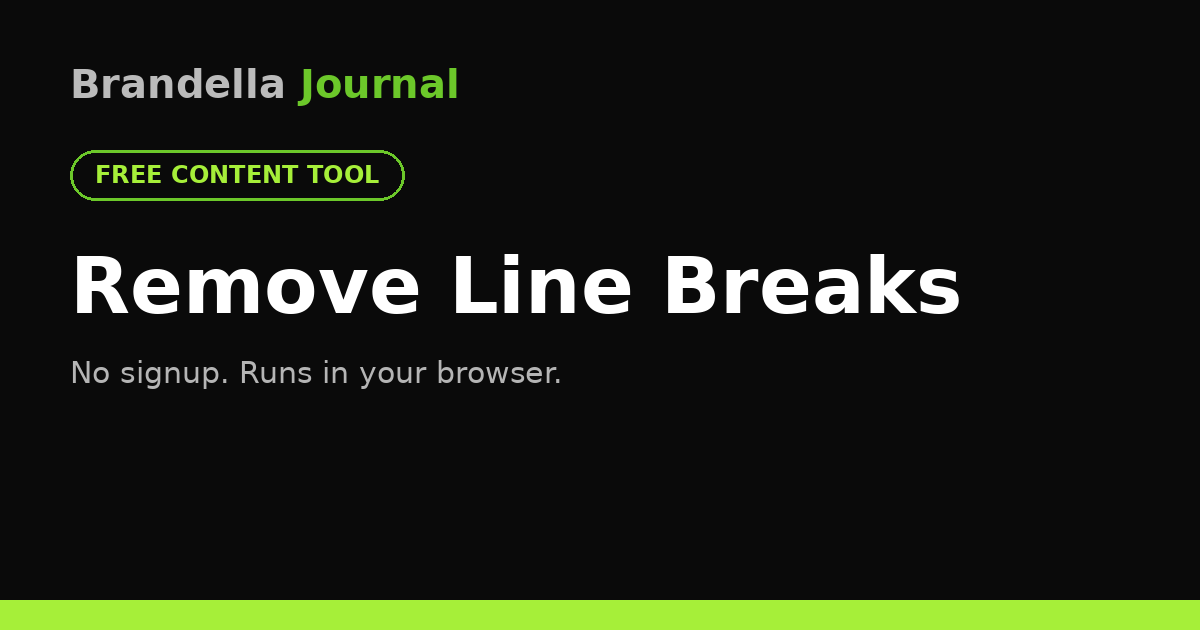 Brandella Journal
FREE CONTENT TOOL
Remove Line Breaks
No signup. Runs in your browser.